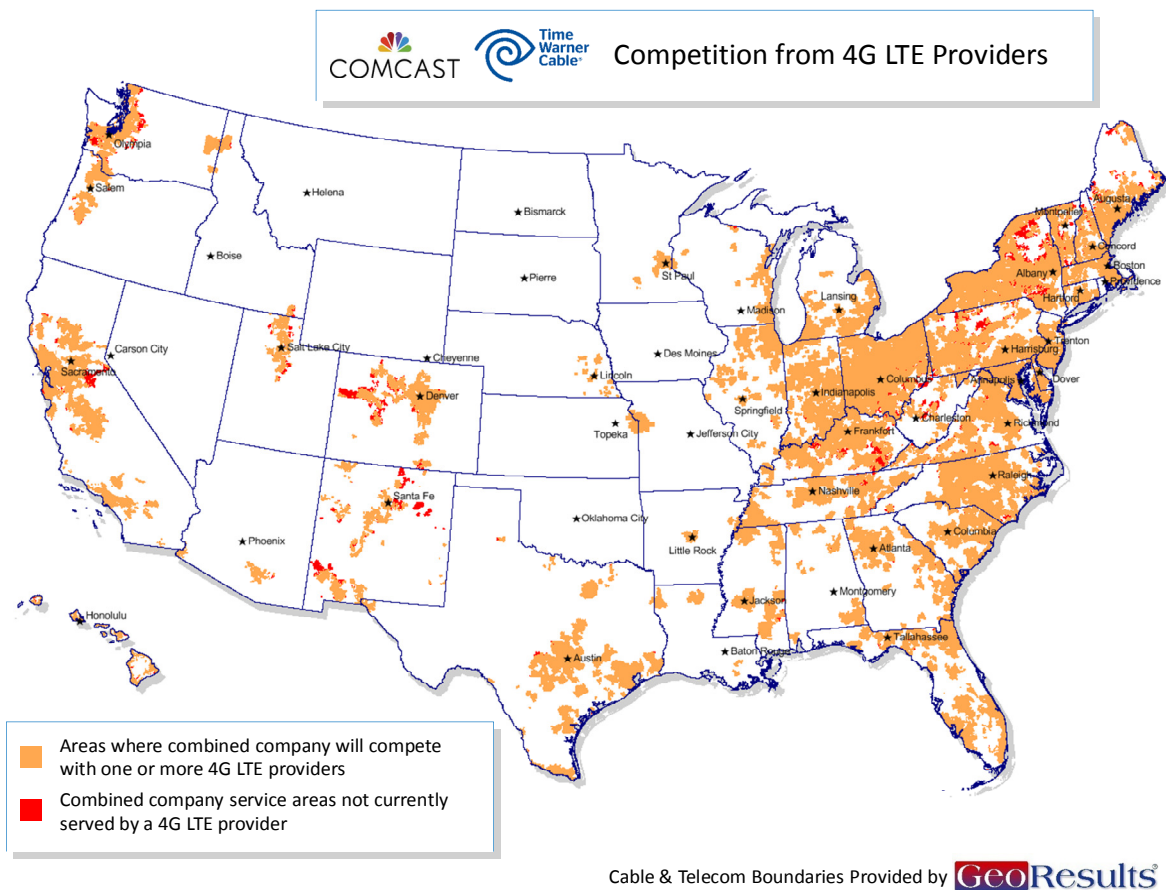 COMCAST
Time
Warner
Cable®
Competition from 4G LTE Providers
Olympia
Salem
Helena
Bismarck
Boise
Pierre
St Paul
Augusta
Montpelier
Concord
Boston
Albany
Providence
Hartford
Lansing
Madison
Carson City
Salt Lake City
Cheyenne
Des Moines
Trenton
Harrisburg
Sacramento
Lincoln
Columbus
Annapolis
Dover
Denver
Indianapolis
Springfield
Charleston
Richmond
Topeka
Jefferson City
Frankfort
Santa Fe
Nashville
Raleigh
Oklahoma City
Phoenix
Little Rock
Columbia
Atlanta
Honolulu
Jackson
Montgomery
Baton Rouge
Tallahassee
Austin
Areas where combined company will compete
with one or more 4G LTE providers
Combined company service areas not currently
served by a 4G LTE provider
Cable & Telecom Boundaries Provided by GeoResults®